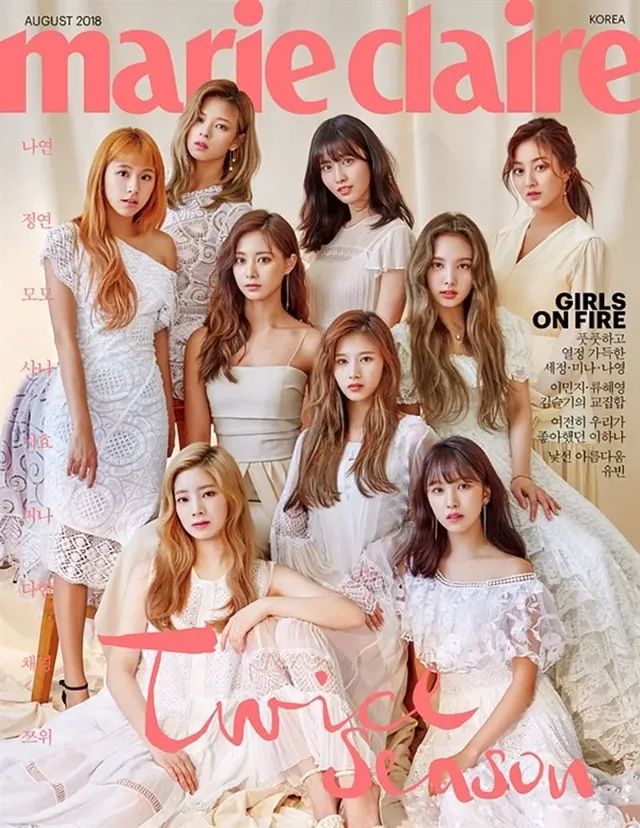 AUGUST 2018
KOREA
marie claire
나연
정연
모모
사나
지효
미나
다현
채영
쯔위
GIRLS
ON FIRE
풋풋하고
열정 가득한
세정·미나·나영
이민지·류혜영
김슬기의 교집합
여전히 우리가
좋아했던 이하나
낯선 아름다움
유빈
Twice
Season